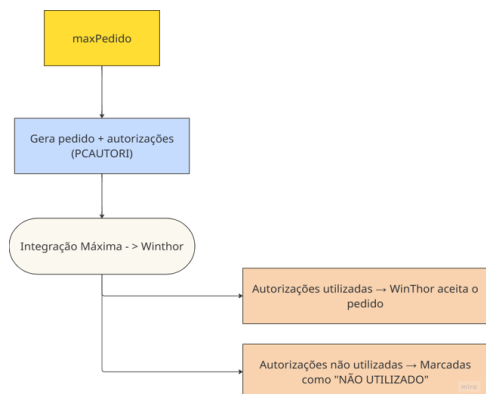 maxPedido
Gera pedido + autorizações
(PCAUTORI)
Integração Máxima - > Winthor
Autorizações utilizadas → WinThor aceita o
pedido
Autorizações não utilizadas → Marcadas
como "NÃO UTILIZADO"
miro